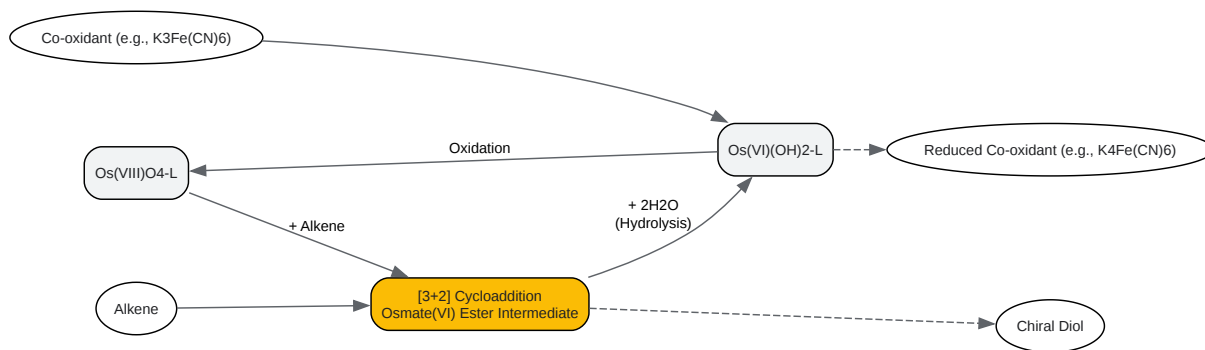 Co-oxidant (e.g., K3Fe(CN)6)
Oxidation
Os(VI)(OH)2-L
Reduced Co-oxidant (e.g., K4Fe(CN)6)
Os(VIII)O4-L
+ 2H2O
(Hydrolysis)
+ Alkene
[3+2] Cycloaddition
Osmate(VI) Ester Intermediate
Alkene
Chiral Diol